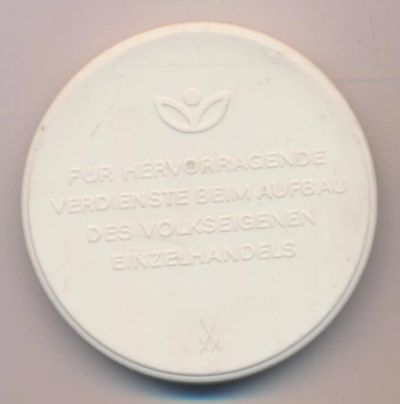 FÜR HERVORRAGENDE
VERDIENSTE BEIM AUFBAU
DES VOLKSEIGENEN
EINZELHANDELS